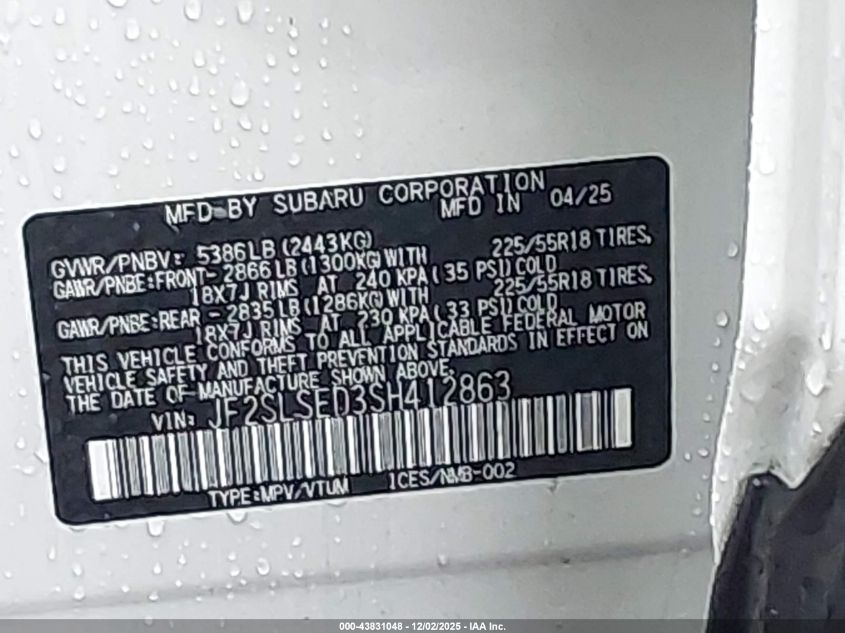 MFD BY SUBARU CORPORATION
MFD IN 04/25
GVWR/PNBV: 5386LB (2443KG)
GAWR/PNBE:FRONT- 2866LB (1300KG) WITH 225/55R18 TIRES,
18X7J RIMS AT 240 KPA ( 35 PSI) COLD
GAWR/PNBE:REAR - 2835LB (1286KG) WITH 225/55R18 TIRES,
18X7J RIMS AT 230 KPA ( 33 PSI) COLD
THIS VEHICLE CONFORMS TO ALL APPLICABLE FEDERAL MOTOR
VEHICLE SAFETY AND THEFT PREVENTION STANDARDS IN EFFECT ON
THE DATE OF MANUFACTURE SHOWN ABOVE.
VIN: JF2SLSED3SH412863
TYPE:MPV/VTUM ICES/NMB-002
000-43831048 - 12/02/2025 - IAA Inc.